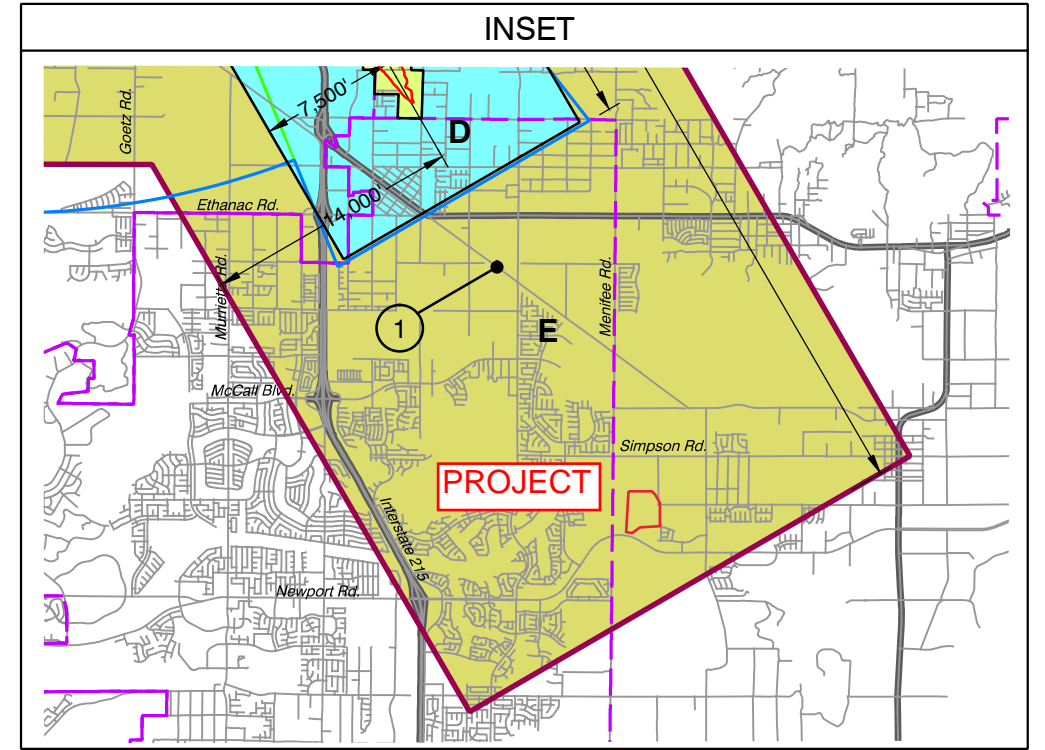 INSET
Goetz Rd.
7,500'
D
Ethanac Rd.
14,000'
Murrieta Rd.
Menifee Rd.
1
E
McCall Blvd.
Simpson Rd.
PROJECT
Interstate 215
Newport Rd.